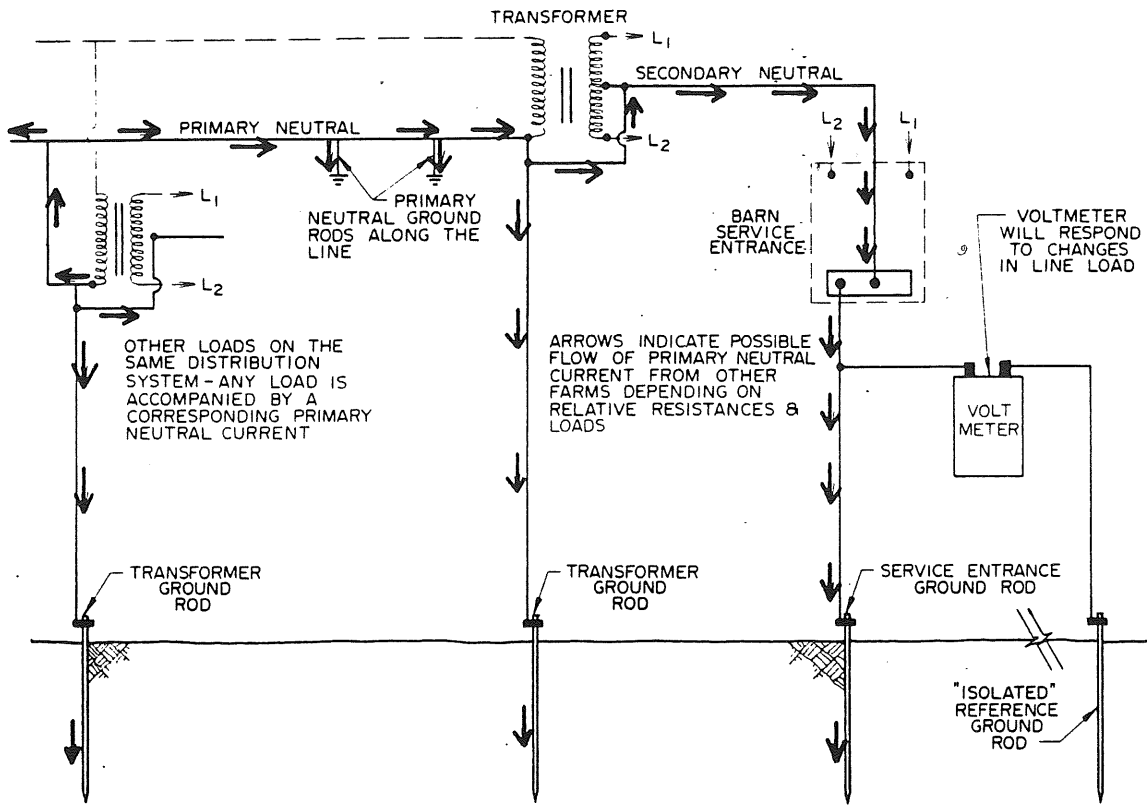 TRANSFORMER
L1
SECONDARY NEUTRAL
L2
PRIMARY NEUTRAL
L2
L1
PRIMARY
NEUTRAL GROUND
RODS ALONG THE
LINE
L1
L2
BARN
SERVICE
ENTRANCE
VOLTMETER
WILL RESPOND
TO CHANGES
IN LINE LOAD
OTHER LOADS ON THE
SAME DISTRIBUTION
SYSTEM - ANY LOAD IS
ACCOMPANIED BY A
CORRESPONDING PRIMARY
NEUTRAL CURRENT
ARROWS INDICATE POSSIBLE
FLOW OF PRIMARY NEUTRAL
CURRENT FROM OTHER
FARMS DEPENDING ON
RELATIVE RESISTANCES &
LOADS
VOLT
METER
TRANSFORMER
GROUND
ROD
TRANSFORMER
GROUND
ROD
SERVICE ENTRANCE
GROUND ROD
"ISOLATED"
REFERENCE
GROUND
ROD